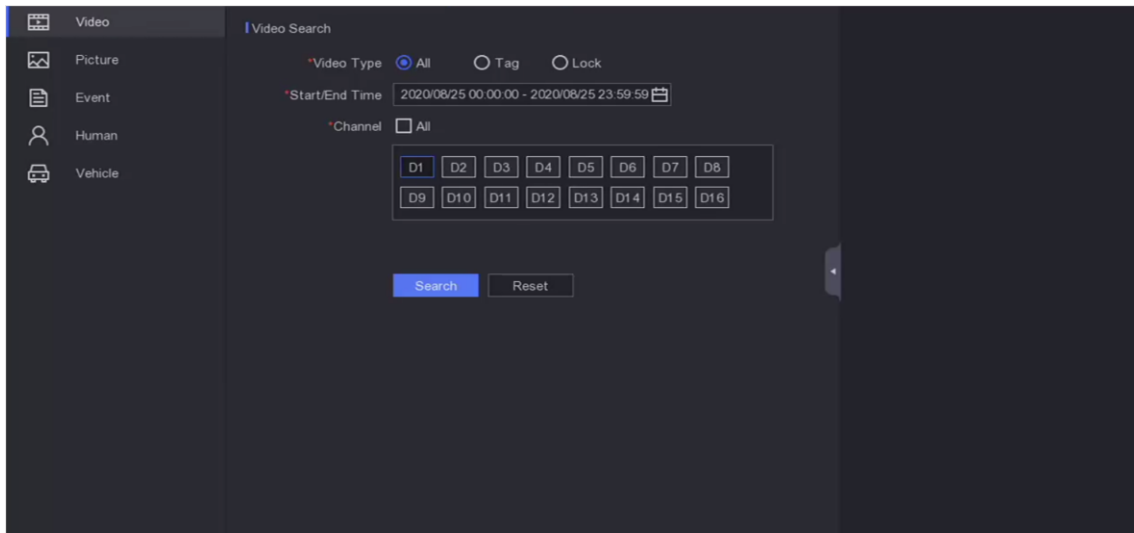 Video
Picture
Event
Human
Vehicle
Video Search
*Video Type All Tag Lock
*Start/End Time 2020/08/25 00:00:00 - 2020/08/25 23:59:59
*Channel All
D1 D2 D3 D4 D5 D6 D7 D8
D9 D10 D11 D12 D13 D14 D15 D16
Search Reset